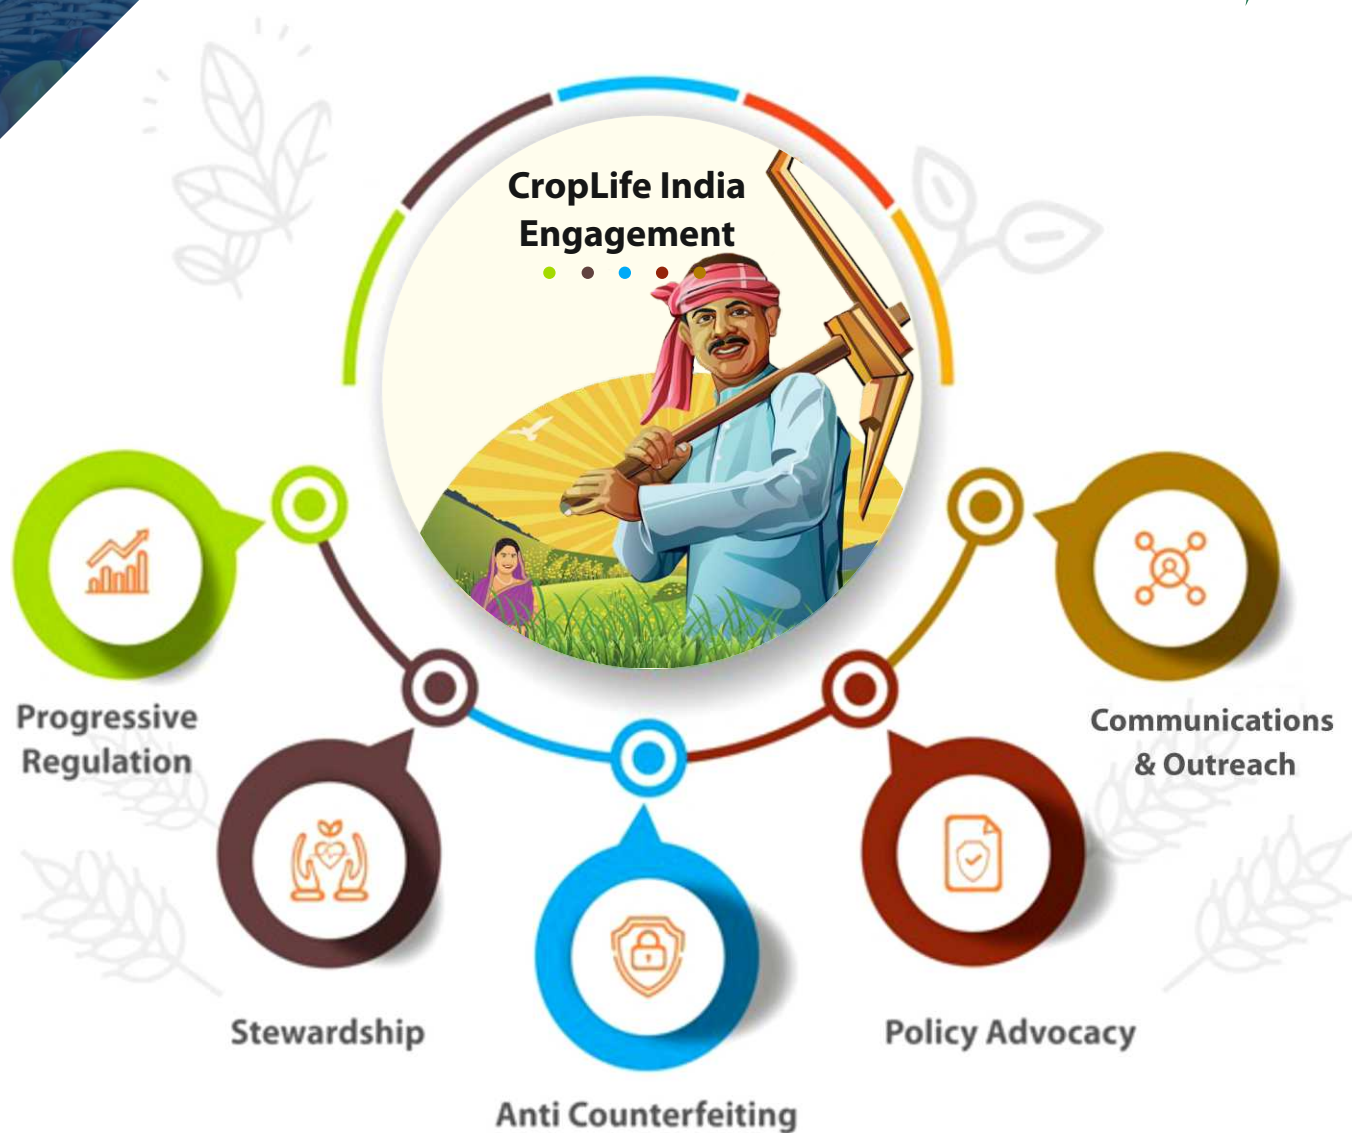 CropLife India
Engagement
Progressive
Regulation
Stewardship
Anti Counterfeiting
Policy Advocacy
Communications
& Outreach